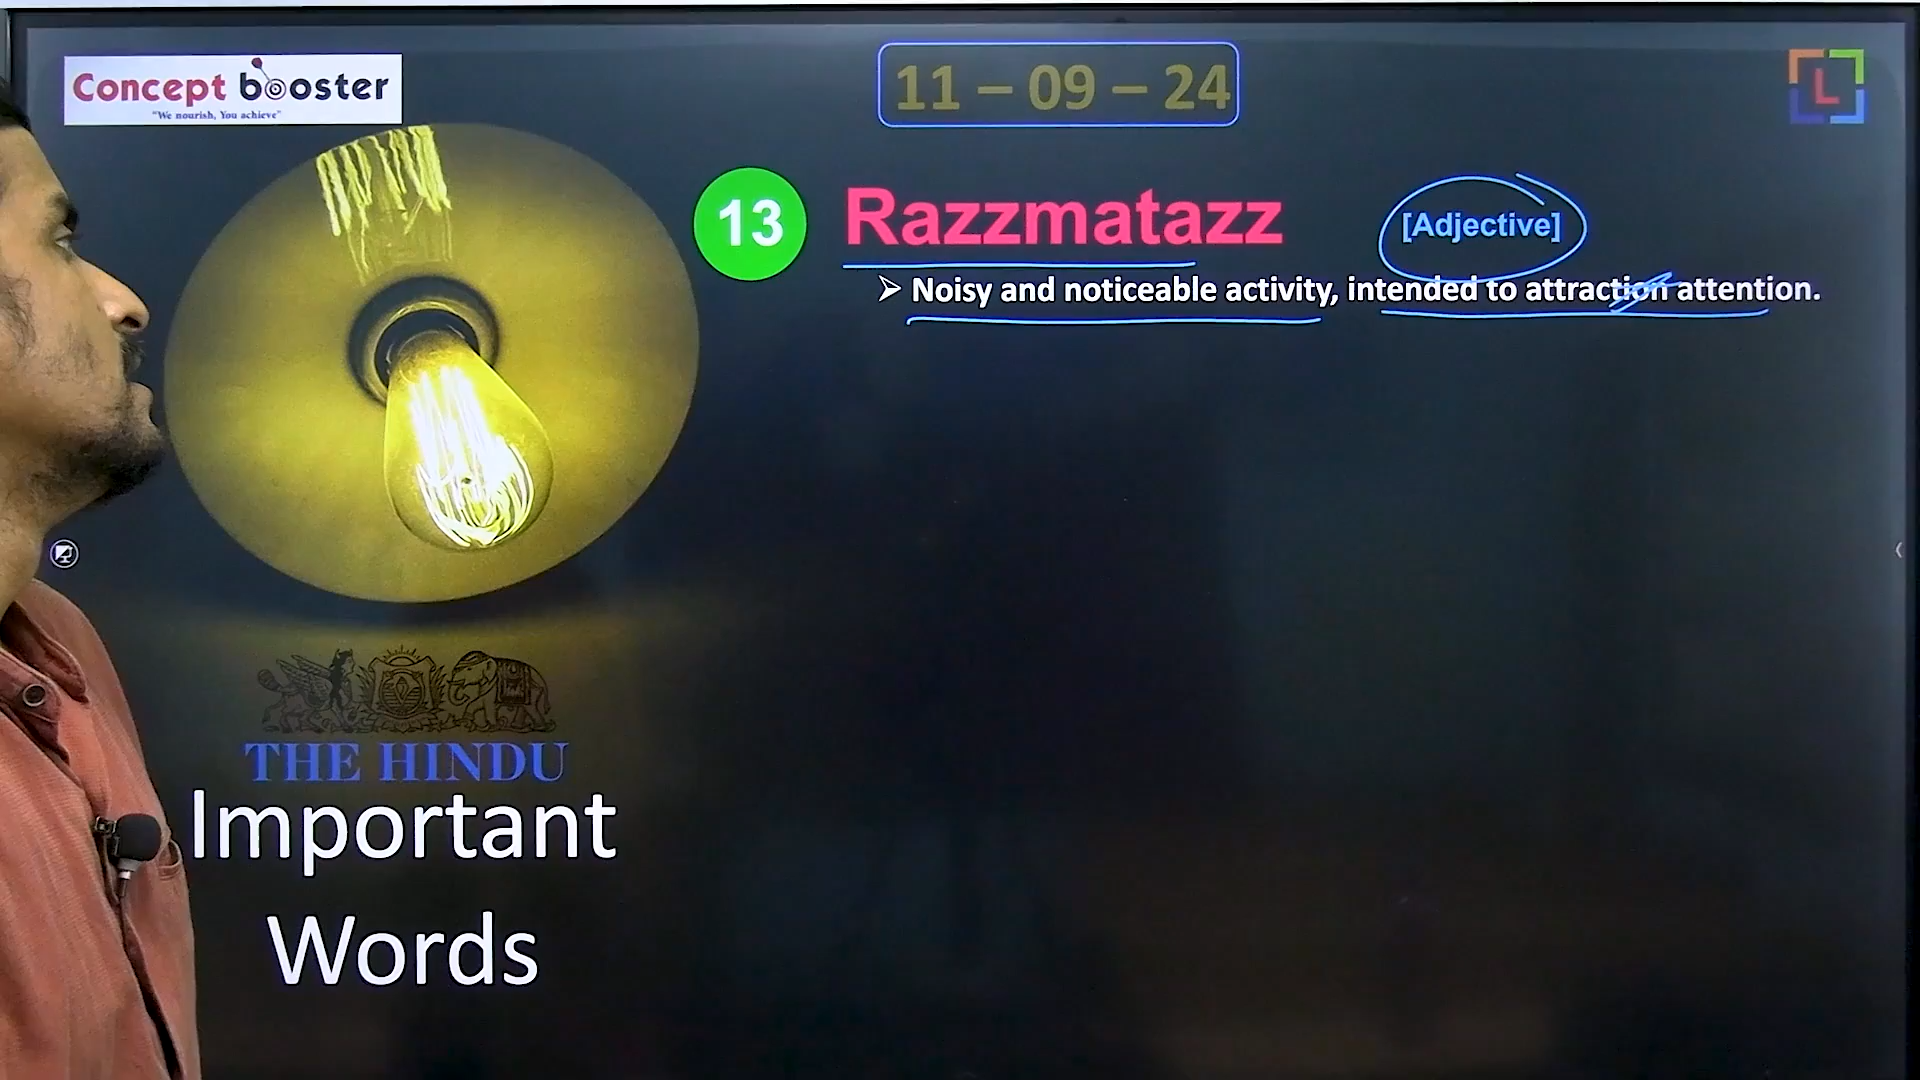 Concept booster
"We nourish, You achieve"
11 – 09 – 24
L
13
Razzmatazz
[Adjective]
➢ Noisy and noticeable activity, intended to attraction attention.
THE HINDU
Important
Words